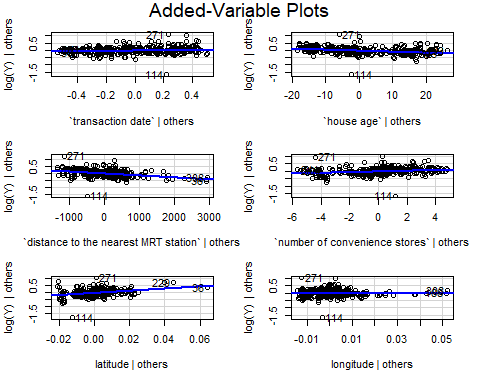 Added-Variable Plots
log(Y) | others
0.5
-1.5
271
114
-0.4 -0.2 0.0 0.2 0.4
`transaction date` | others
log(Y) | others
0.5
-1.5
271
114
-20 -10 0 10 20
`house age` | others
log(Y) | others
0.5
-1.5
271
114
-1000 0 1000 2000 3000
`distance to the nearest MRT station` | others
log(Y) | others
0.5
-1.5
271
114
-6 -4 -2 0 2 4
`number of convenience stores` | others
log(Y) | others
0.5
-1.5
271
229
36
114
-0.02 0.00 0.02 0.04 0.06
latitude | others
log(Y) | others
0.5
-1.5
271
114
-0.01 0.01 0.03 0.05
longitude | others